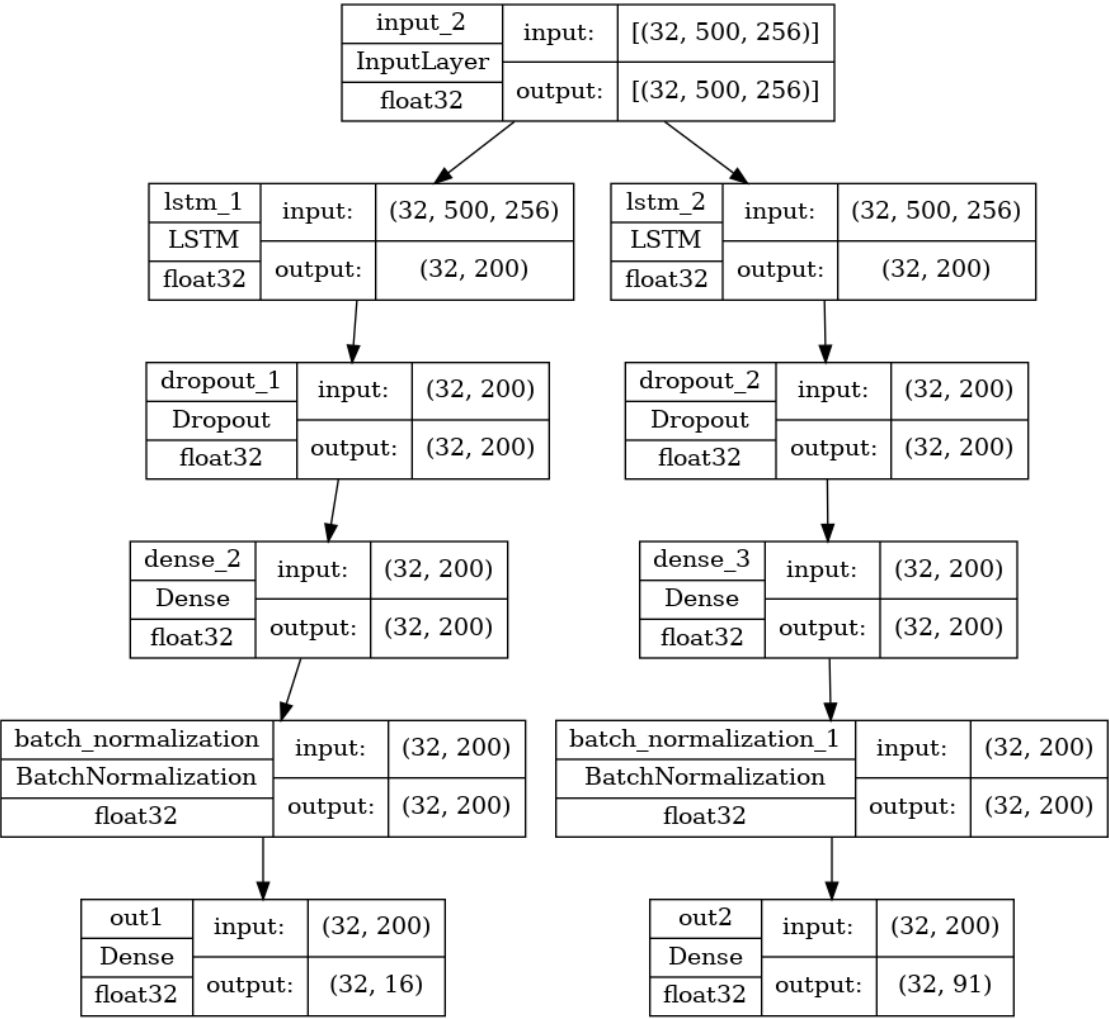 input_2
InputLayer
float32
input:
[(32, 500, 256)]
output:
[(32, 500, 256)]
lstm_1
LSTM
float32
input:
(32, 500, 256)
output:
(32, 200)
lstm_2
LSTM
float32
input:
(32, 500, 256)
output:
(32, 200)
dropout_1
Dropout
float32
input:
(32, 200)
output:
(32, 200)
dropout_2
Dropout
float32
input:
(32, 200)
output:
(32, 200)
dense_2
Dense
float32
input:
(32, 200)
output:
(32, 200)
dense_3
Dense
float32
input:
(32, 200)
output:
(32, 200)
batch_normalization
BatchNormalization
float32
input:
(32, 200)
output:
(32, 200)
batch_normalization_1
BatchNormalization
float32
input:
(32, 200)
output:
(32, 200)
out1
Dense
float32
input:
(32, 200)
output:
(32, 16)
out2
Dense
float32
input:
(32, 200)
output:
(32, 91)